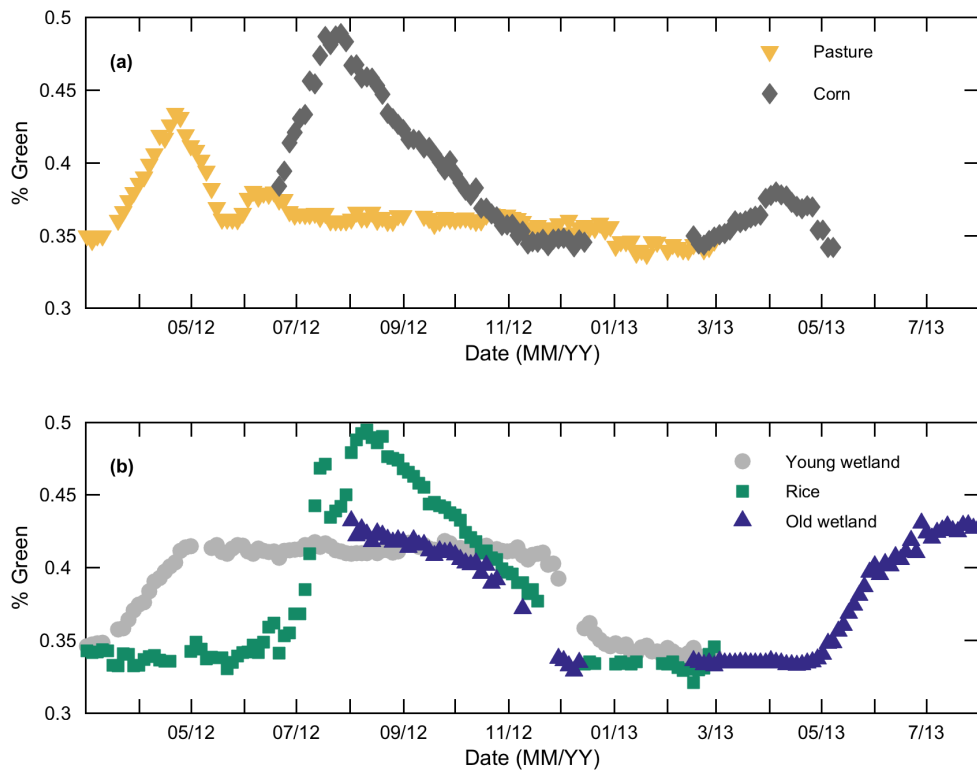 0.5
(a)
Pasture
0.45
Corn
% Green
0.4
0.35
0.3
05/12 07/12 09/12 11/12 01/13 3/13 05/13 7/13
Date (MM/YY)
0.5
(b)
Young wetland
0.45
Rice
Old wetland
% Green
0.4
0.35
0.3
05/12 07/12 09/12 11/12 01/13 3/13 05/13 7/13
Date (MM/YY)